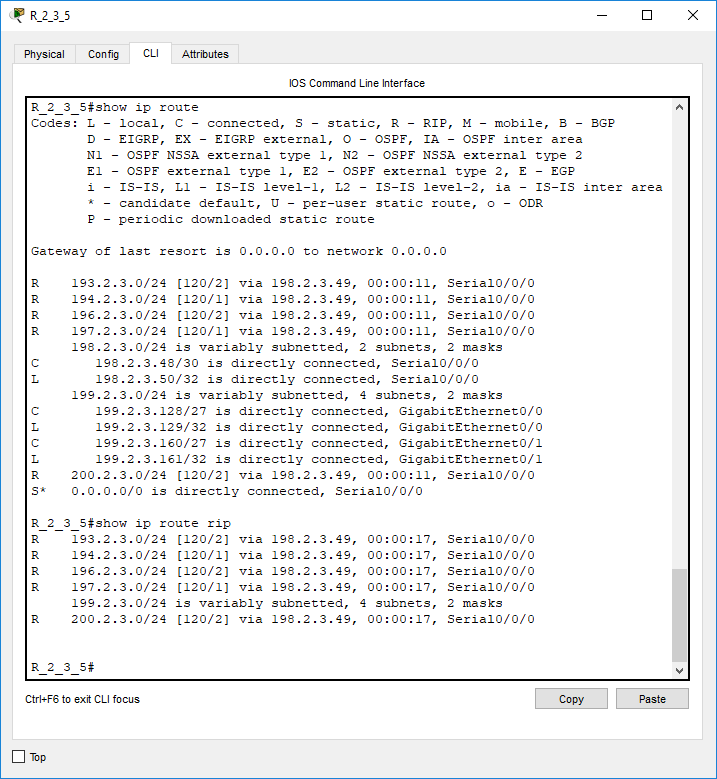 R_2_3_5
Physical Config CLI Attributes
IOS Command Line Interface
R_2_3_5#show ip route
Codes: L - local, C - connected, S - static, R - RIP, M - mobile, B - BGP
D - EIGRP, EX - EIGRP external, O - OSPF, IA - OSPF inter area
N1 - OSPF NSSA external type 1, N2 - OSPF NSSA external type 2
E1 - OSPF external type 1, E2 - OSPF external type 2, E - EGP
i - IS-IS, L1 - IS-IS level-1, L2 - IS-IS level-2, ia - IS-IS inter area
* - candidate default, U - per-user static route, o - ODR
P - periodic downloaded static route
Gateway of last resort is 0.0.0.0 to network 0.0.0.0
R 193.2.3.0/24 [120/2] via 198.2.3.49, 00:00:11, Serial0/0/0
R 194.2.3.0/24 [120/1] via 198.2.3.49, 00:00:11, Serial0/0/0
R 196.2.3.0/24 [120/2] via 198.2.3.49, 00:00:11, Serial0/0/0
R 197.2.3.0/24 [120/1] via 198.2.3.49, 00:00:11, Serial0/0/0
198.2.3.0/24 is variably subnetted, 2 subnets, 2 masks
C 198.2.3.48/30 is directly connected, Serial0/0/0
L 198.2.3.50/32 is directly connected, Serial0/0/0
199.2.3.0/24 is variably subnetted, 4 subnets, 2 masks
C 199.2.3.128/27 is directly connected, GigabitEthernet0/0
L 199.2.3.129/32 is directly connected, GigabitEthernet0/0
C 199.2.3.160/27 is directly connected, GigabitEthernet0/1
L 199.2.3.161/32 is directly connected, GigabitEthernet0/1
R 200.2.3.0/24 [120/2] via 198.2.3.49, 00:00:11, Serial0/0/0
S* 0.0.0.0/0 is directly connected, Serial0/0/0
R_2_3_5#show ip route rip
R 193.2.3.0/24 [120/2] via 198.2.3.49, 00:00:17, Serial0/0/0
R 194.2.3.0/24 [120/1] via 198.2.3.49, 00:00:17, Serial0/0/0
R 196.2.3.0/24 [120/2] via 198.2.3.49, 00:00:17, Serial0/0/0
R 197.2.3.0/24 [120/1] via 198.2.3.49, 00:00:17, Serial0/0/0
199.2.3.0/24 is variably subnetted, 4 subnets, 2 masks
R 200.2.3.0/24 [120/2] via 198.2.3.49, 00:00:17, Serial0/0/0
R_2_3_5#
Ctrl+F6 to exit CLI focus
Copy Paste
Top